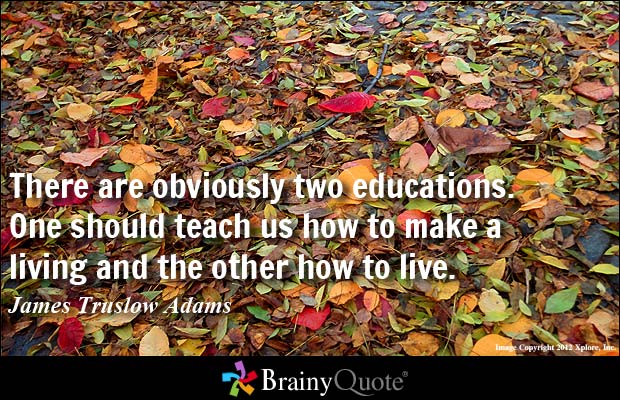 There are obviously two educations.
One should teach us how to make a
living and the other how to live.
James Truslow Adams
Image Copyright 2012 Xplore, Inc.
BrainyQuote®